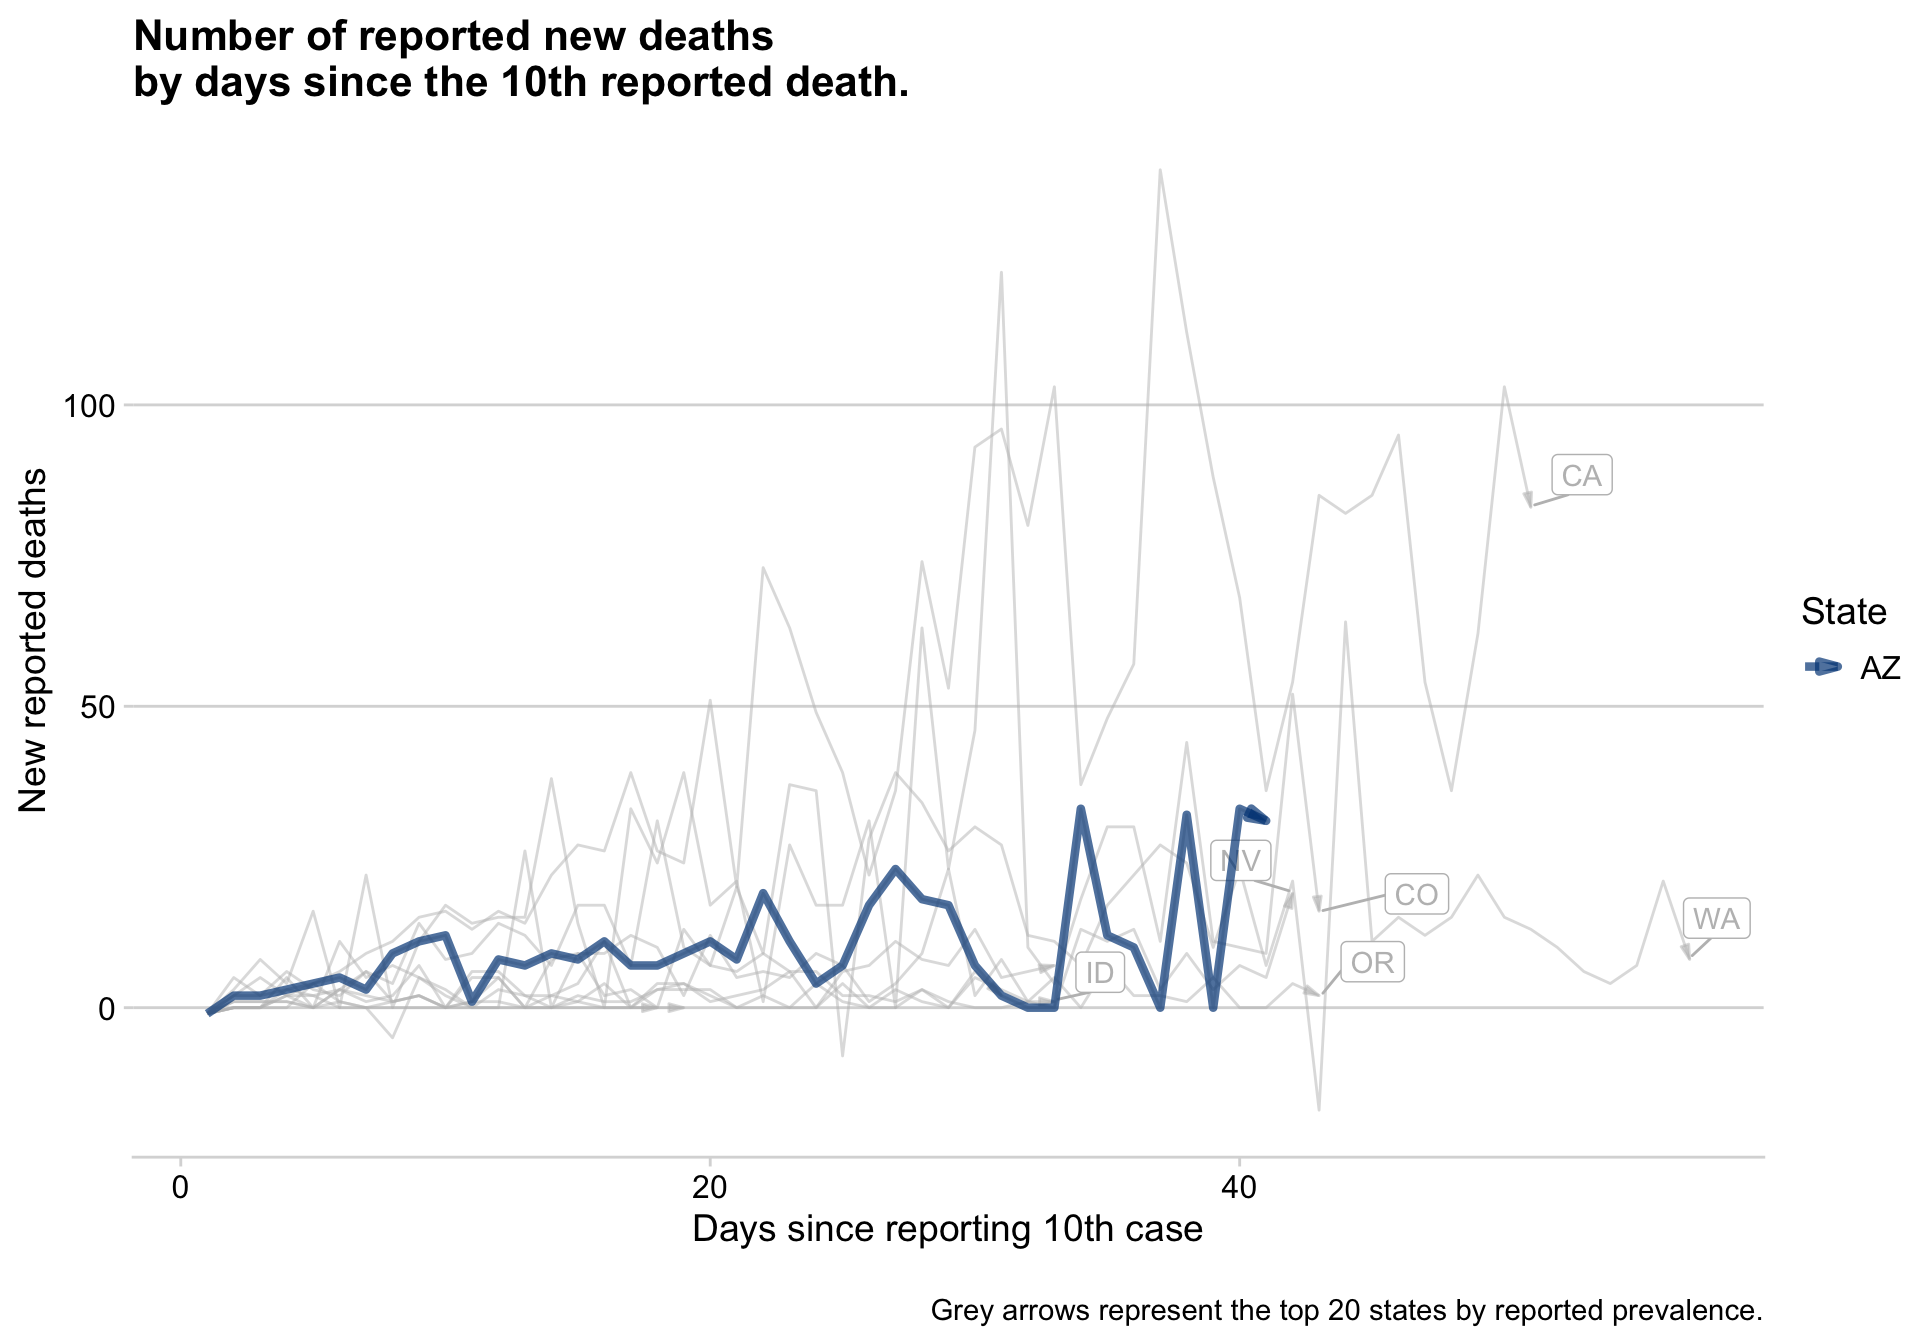 Number of reported new deaths
by days since the 10th reported death.
New reported deaths
100
50
0
CA
NV
CO
WA
OR
ID
State
AZ
0
20
40
Days since reporting 10th case
Grey arrows represent the top 20 states by reported prevalence.